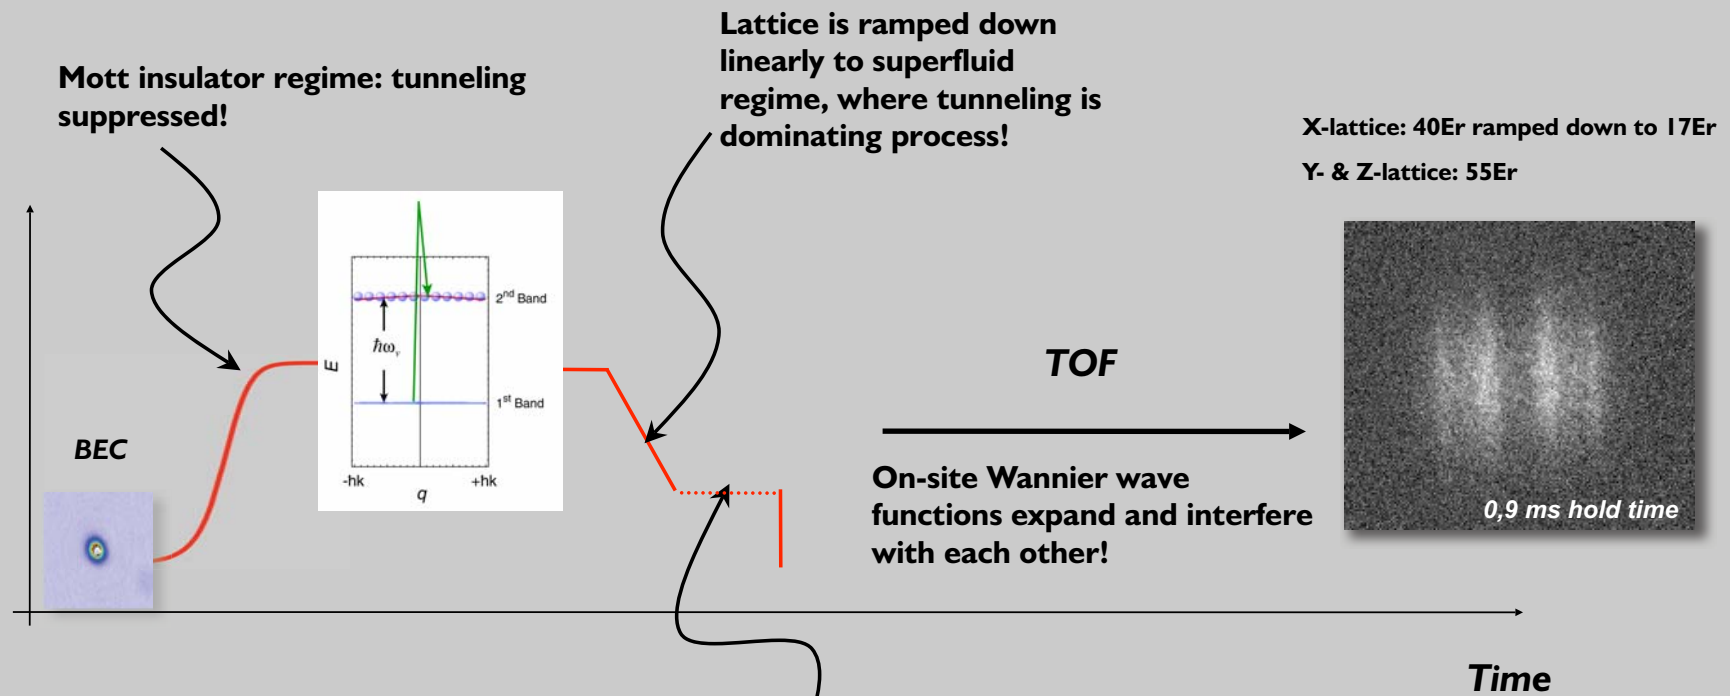 Lattice is ramped down
linearly to superfluid
regime, where tunneling is
dominating process!
Mott insulator regime: tunneling
suppressed!
X-lattice: 40Er ramped down to 17Er
Y- & Z-lattice: 55Er
2nd Band
ħωr
E
1st Band
-hk
q
+hk
BEC
TOF
On-site Wannier wave
functions expand and interfere
with each other!
0,9 ms hold time
Time